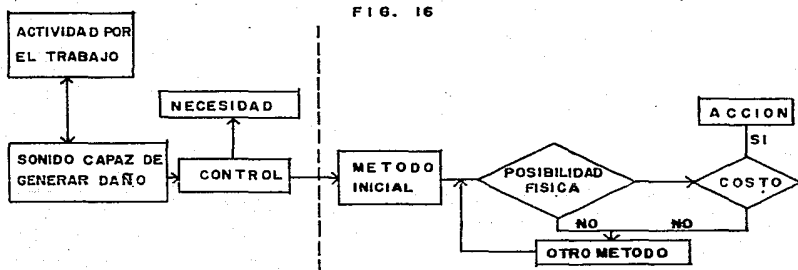 FIG. 16
ACTIVIDAD POR
EL TRABAJO
NECESIDAD
SONIDO CAPAZ DE
GENERAR DAÑO
CONTROL
METODO
INICIAL
POSIBILIDAD
FISICA
ACCION
SI
COSTO
NO
NO
OTRO METODO